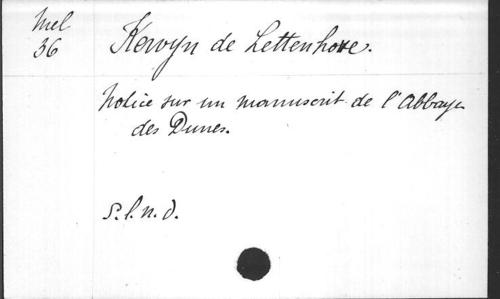 Mel
36
Kervyn de Lettenhove.
Notice sur un manuscrit de l'Abbaye
des Dunes.
S.l.n.d.